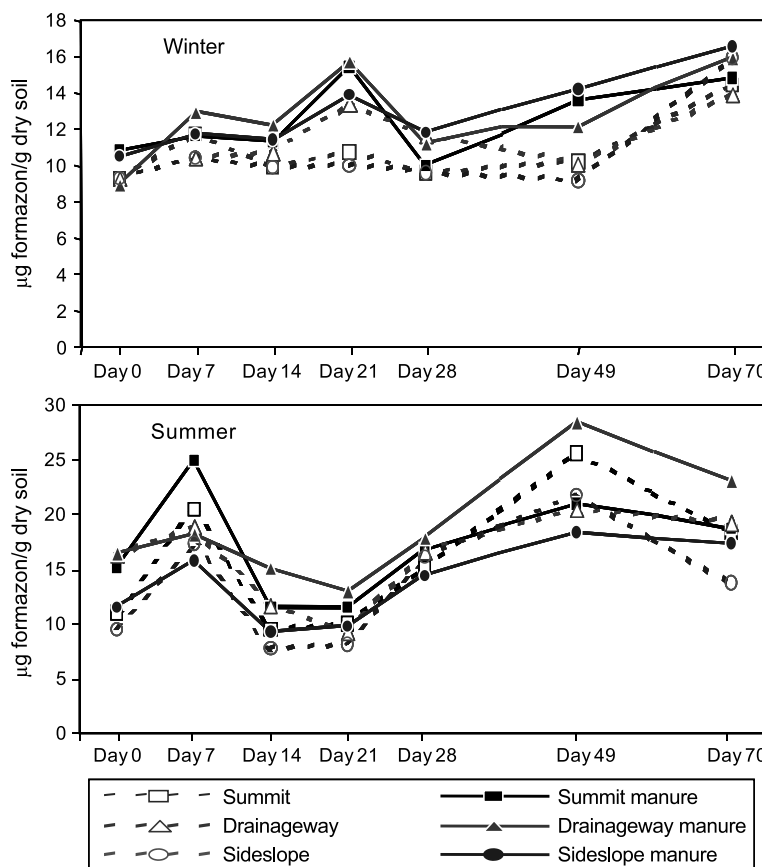 18
16
14
12
10
8
6
4
2
0
µg formazon/g dry soil
Winter
Day 0 Day 7 Day 14 Day 21 Day 28 Day 49 Day 70
30
25
20
15
10
5
0
µg formazon/g dry soil
Summer
Day 0 Day 7 Day 14 Day 21 Day 28 Day 49 Day 70
Summit Summit manure
Drainageway Drainageway manure
Sideslope Sideslope manure